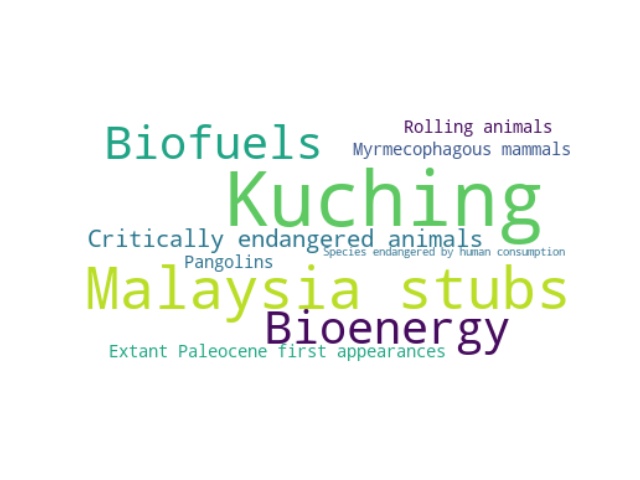 Rolling animals
Biofuels
Myrmecophagous mammals
Kuching
Critically endangered animals
Species endangered by human consumption
Pangolins
Malaysia stubs
Bioenergy
Extant Paleocene first appearances